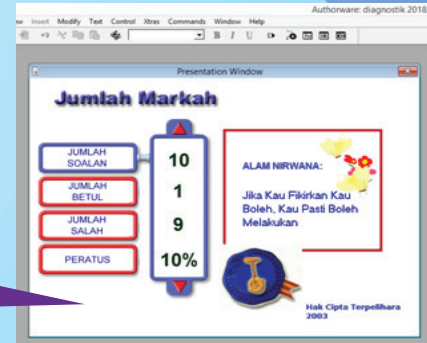 Authorware: diagnostik 2018
Insert Modify Text Control Xtras Commands Window Help
B I U
Presentation Window
Jumlah Markah
JUMLAH
SOALAN
10
JUMLAH
BETUL
1
JUMLAH
SALAH
9
PERATUS
10%
ALAM NIRWANA:
Jika Kau Fikirkan Kau
Boleh, Kau Pasti Boleh
Melakukan
Hak Cipta Terpelihara
2003